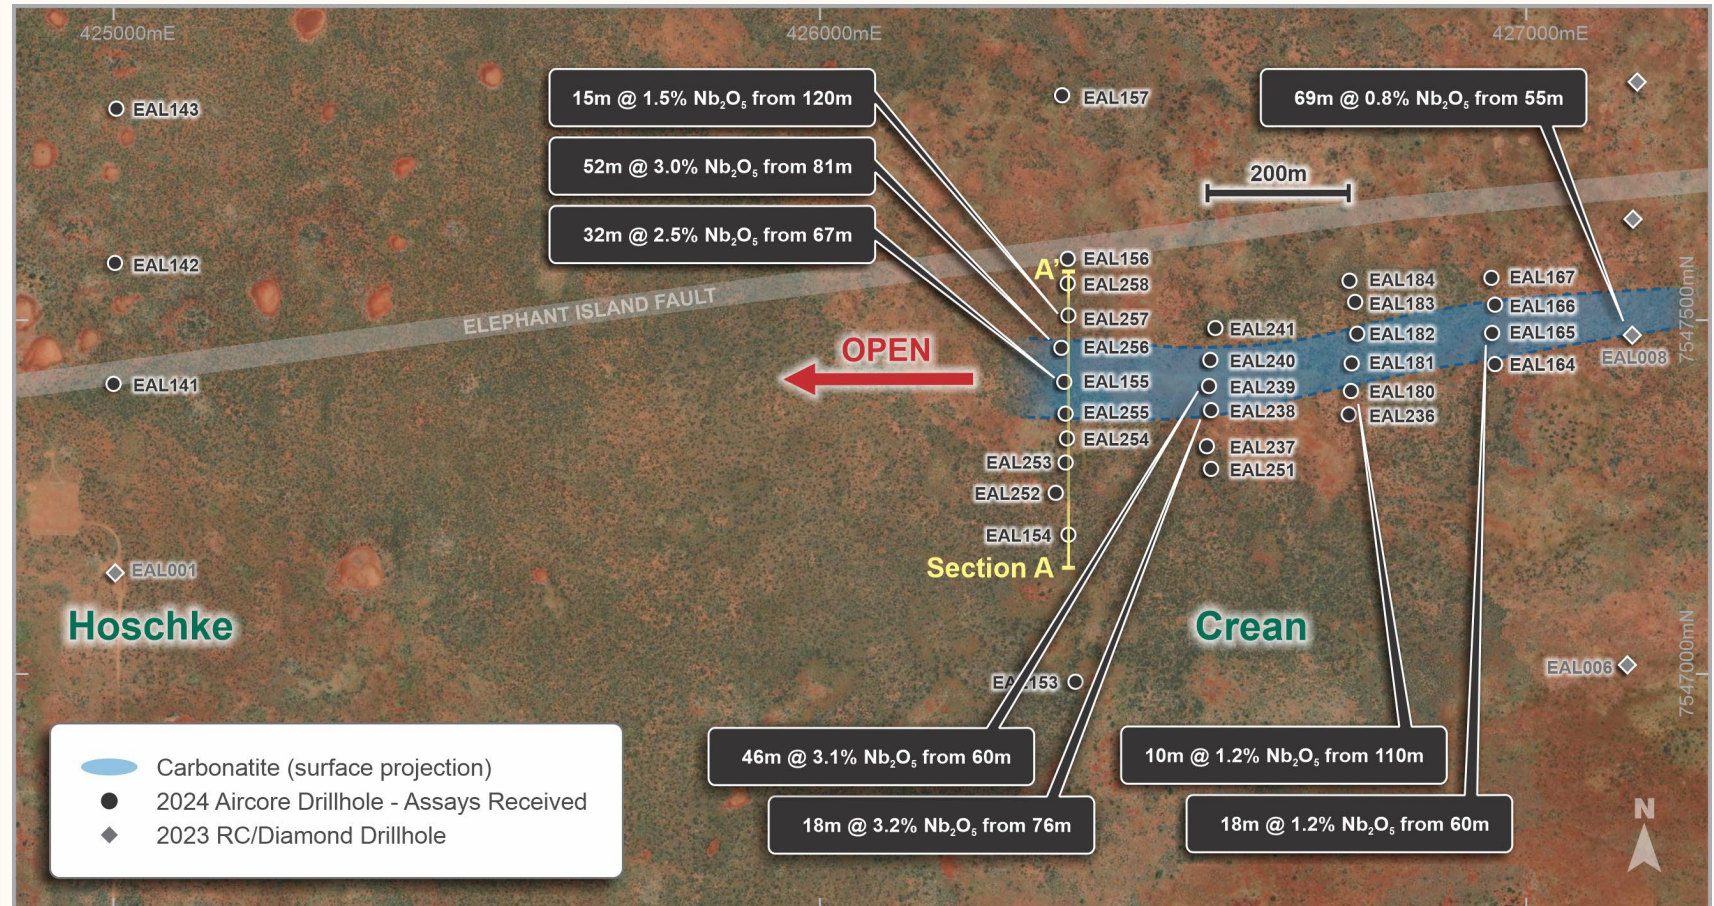 425000mE
426000mE
427000mE
EAL143
15m @ 1.5% Nb₂O₅ from 120m
EAL157
69m @ 0.8% Nb₂O₅ from 55m
52m @ 3.0% Nb₂O₅ from 81m
200m
32m @ 2.5% Nb₂O₅ from 67m
EAL142
EAL156
A'
EAL258
EAL184
EAL167
ELEPHANT ISLAND FAULT
EAL257
EAL183
EAL166
7547500mN
EAL241
EAL182
EAL165
OPEN
EAL256
EAL240
EAL181
EAL164
EAL008
EAL141
EAL155
EAL239
EAL180
EAL255
EAL238
EAL236
EAL254
EAL237
EAL253
EAL251
EAL252
EAL154
Section A
EAL001
Hoschke
Crean
7547000mN
EAL006
EAL153
46m @ 3.1% Nb₂O₅ from 60m
10m @ 1.2% Nb₂O₅ from 110m
18m @ 3.2% Nb₂O₅ from 76m
18m @ 1.2% Nb₂O₅ from 60m
Carbonatite (surface projection)
2024 Aircore Drillhole - Assays Received
2023 RC/Diamond Drillhole
N